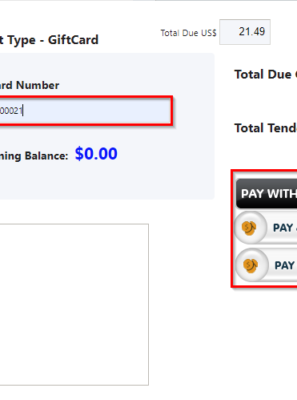 Total Due US$ 21.49
t Type - GiftCard
Total Due
rd Number
00021
Total Tend
ning Balance: $0.00
PAY WITH
PAY
PAY